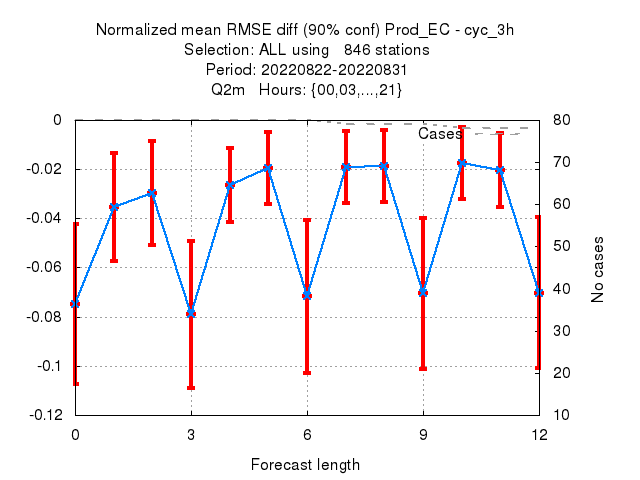 Normalized mean RMSE diff (90% conf) Prod_EC - cyc_3h
Selection: ALL using   846 stations
Period: 20220822-20220831
Q2m   Hours: {00,03,...,21}
Cases
0
-0.02
-0.04
-0.06
-0.08
-0.1
-0.12
80
70
60
50
40
30
20
10
No cases
0 3 6 9 12
Forecast length